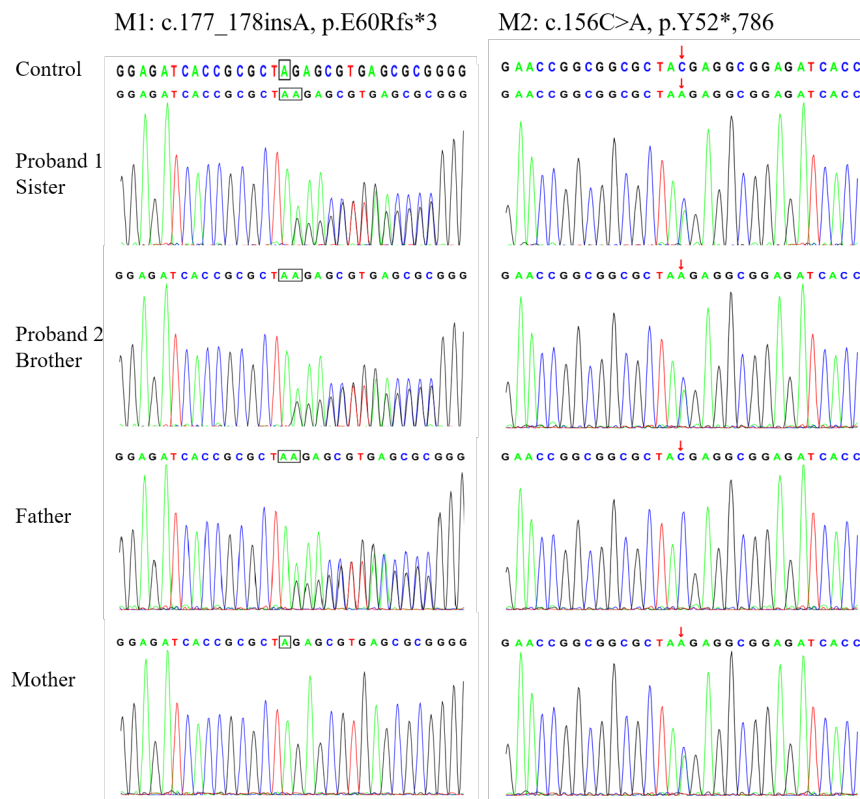 M1: c.177_178insA, p.E60Rfs*3
M2: c.156C>A, p.Y52*,786
Control
GGAGATCACCGCGCTAGAGCGTGAGCGCGGGG
GAACCGGCGGCGCTACGAGGCGGAGATCACC
GGAGATCACCGCGCTAAGAGCGTGAGCGCGGG
GAACCGGCGGCGCTAAGAGGCGGAGATCACC
Proband 1
Sister
GGAGATCACCGCGCTAAGAGCGTGAGCGCGGG
GAACCGGCGGCGCTAAGAGGCGGAGATCACC
Proband 2
Brother
GGAGATCACCGCGCTAAGAGCGTGAGCGCGGG
GAACCGGCGGCGCTACGAGGCGGAGATCACC
Father
GGAGATCACCGCGCTAGAGCGTGAGCGCGGGG
GAACCGGCGGCGCTAAGAGGCGGAGATCACC
Mother